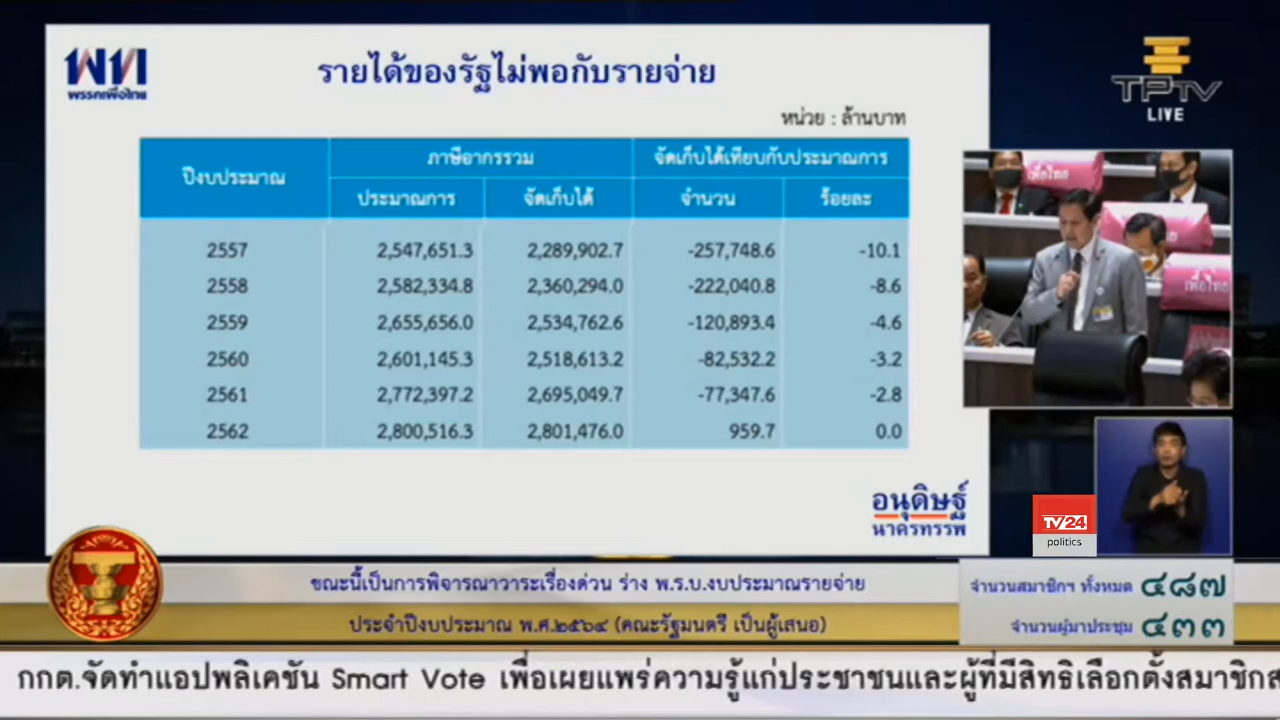 พท
พรรคเพื่อไทย
รายได้ของรัฐไม่พอกับรายจ่าย
หน่วย : ล้านบาท
ปีงบประมาณ ภาษีอากรรวม จัดเก็บได้เทียบกับประมาณการ
ประมาณการ จัดเก็บได้ จำนวน ร้อยละ
2557 2,547,651.3 2,289,902.7 -257,748.6 -10.1
2558 2,582,334.8 2,360,294.0 -222,040.8 -8.6
2559 2,655,656.0 2,534,762.6 -120,893.4 -4.6
2560 2,601,145.3 2,518,613.2 -82,532.2 -3.2
2561 2,772,397.2 2,695,049.7 -77,347.6 -2.8
2562 2,800,516.3 2,801,476.0 959.7 0.0
อนุดิษฐ์
นาครทรรพ
TPTV
LIVE
เพื่อไทย
เพื่อไทย
TV24
politics
ขณะนี้เป็นการพิจารณาวาระเรื่องด่วน ร่าง พ.ร.บ.งบประมาณรายจ่าย
ประจำปีงบประมาณ พ.ศ.๒๕๖๔ (คณะรัฐมนตรี เป็นผู้เสนอ)
จำนวนสมาชิกฯ ทั้งหมด ๔๘๗
จำนวนผู้มาประชุม ๔๓๓
กกต.จัดทำแอปพลิเคชัน Smart Vote เพื่อเผยแพร่ความรู้แก่ประชาชนและผู้ที่มีสิทธิเลือกตั้งสมาชิกส